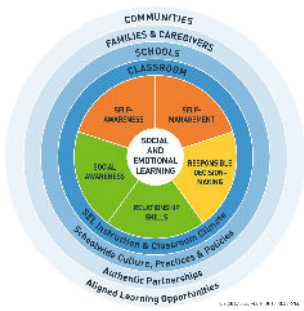 COMMUNITIES
FAMILIES & CAREGIVERS
SCHOOLS
CLASSROOM
SELF-
AWARENESS
SELF-
MANAGEMENT
SOCIAL
AWARENESS
SOCIAL
AND
EMOTIONAL
LEARNING
RESPONSIBLE
DECISION-
MAKING
RELATIONSHIP
SKILLS
SEL Instruction & Classroom Climate
Schoolwide Culture, Practices & Policies
Authentic Partnerships
Aligned Learning Opportunities